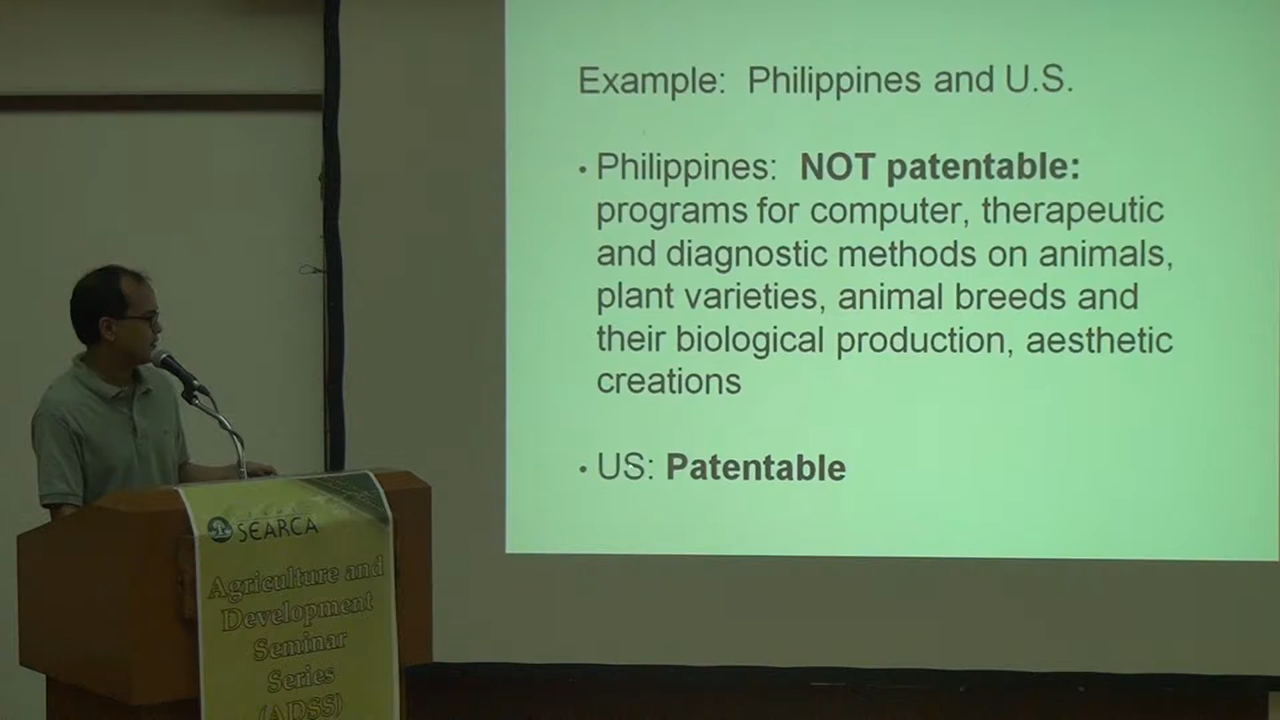 Example: Philippines and U.S.
• Philippines: NOT patentable:
programs for computer, therapeutic
and diagnostic methods on animals,
plant varieties, animal breeds and
their biological production, aesthetic
creations
• US: Patentable
SEARCA
Agriculture and
Development
Seminar
Series
(ADSS)